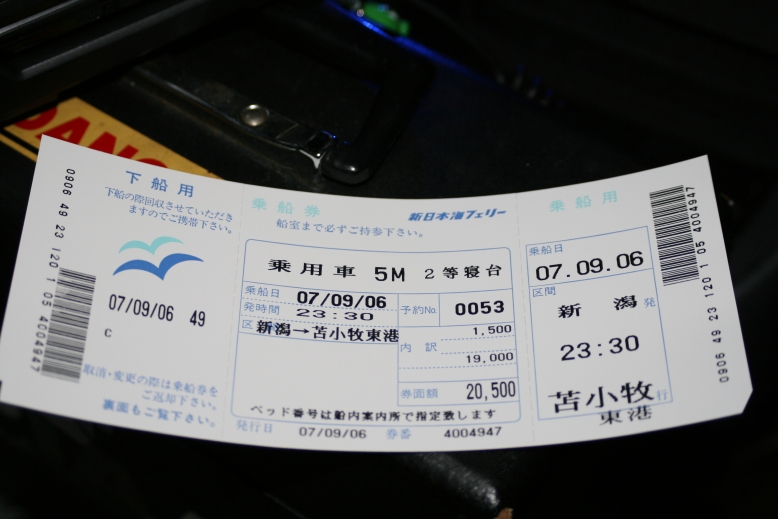 DANG
0906 49 23 120 1 05 4004947
下船用
下船の際回収させていただき
ますのでご携帯下さい。
07/09/06 49
C
取消・変更の際は乗船券を
ご返却下さい。
裏面もご覧下さい。
乗船券
新日本海フェリー
船室まで必ずご持参下さい。
乗用車 5M 2等寝台
乗船日 07/09/06
発時間 23:30
区 新潟→苫小牧東港
予約No. 0053
内訳 1,500
19,000
券面額 20,500
ベッド番号は船内案内所で指定致します
発行日 07/09/06 券番 4004947
乗船用
乗船日
07.09.06
区間
新潟発
23:30
苫小牧行
東港
0906 49 23 120 1 05 4004947